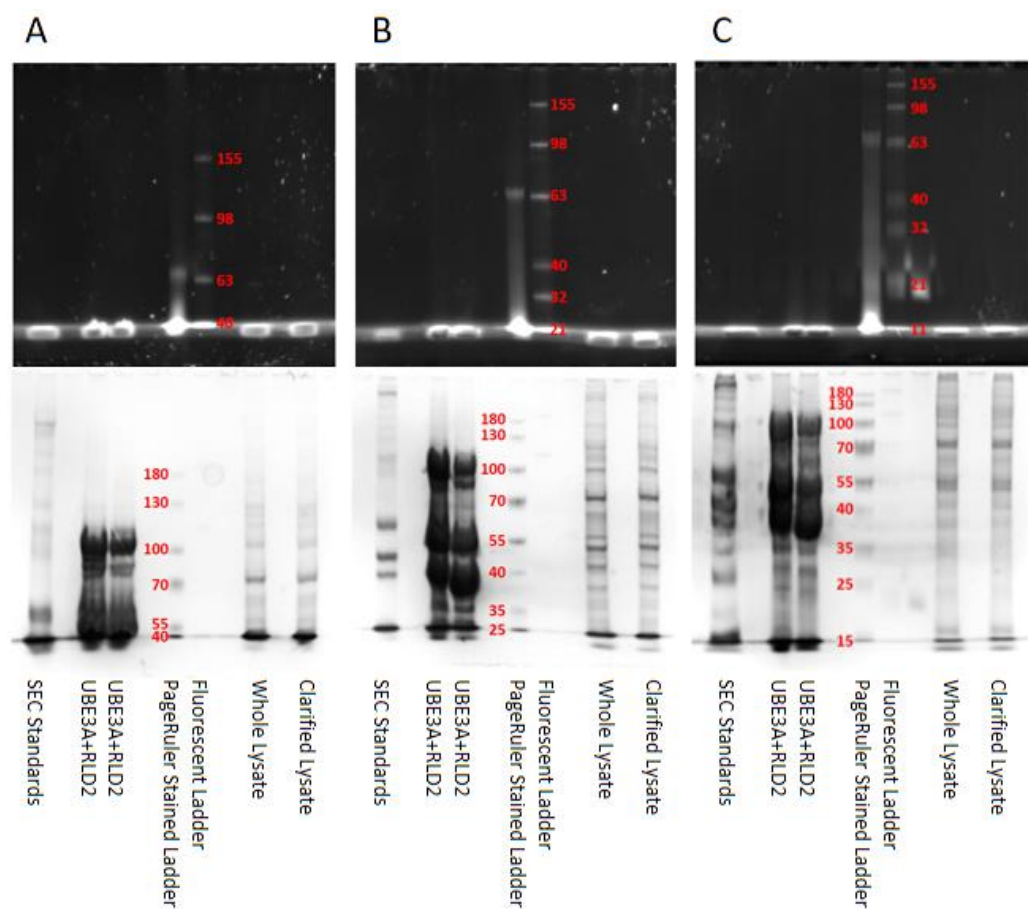 A
B
C
155
98
63
40
155
98
63
40
32
21
155
98
63
40
32
21
11
180
130
100
70
55
40
180
130
100
70
55
40
35
25
180
130
100
70
55
40
35
25
15
SEC Standards
UBE3A+RLD2
UBE3A+RLD2
PageRuler Stained Ladder
Fluorescent Ladder
Whole Lysate
Clarified Lysate
SEC Standards
UBE3A+RLD2
UBE3A+RLD2
PageRuler Stained Ladder
Fluorescent Ladder
Whole Lysate
Clarified Lysate
SEC Standards
UBE3A+RLD2
UBE3A+RLD2
PageRuler Stained Ladder
Fluorescent Ladder
Whole Lysate
Clarified Lysate